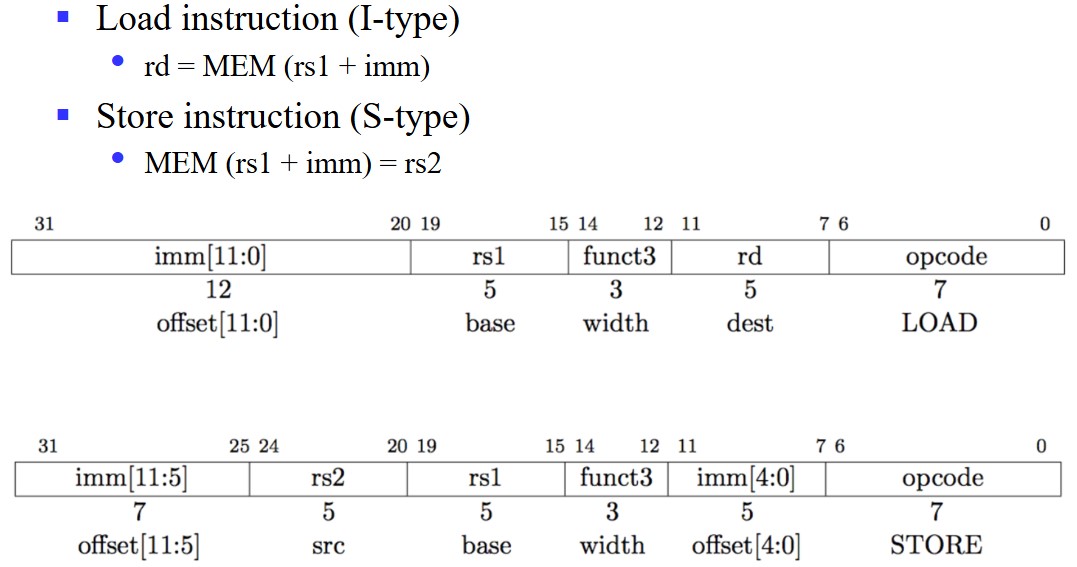 Load instruction (I-type)
rd = MEM (rs1 + imm)
Store instruction (S-type)
MEM (rs1 + imm) = rs2
31 20 19 15 14 12 11 7 6 0
imm[11:0] rs1 funct3 rd opcode
12 5 3 5 7
offset[11:0] base width dest LOAD
31 25 24 20 19 15 14 12 11 7 6 0
imm[11:5] rs2 rs1 funct3 imm[4:0] opcode
7 5 5 3 5 7
offset[11:5] src base width offset[4:0] STORE